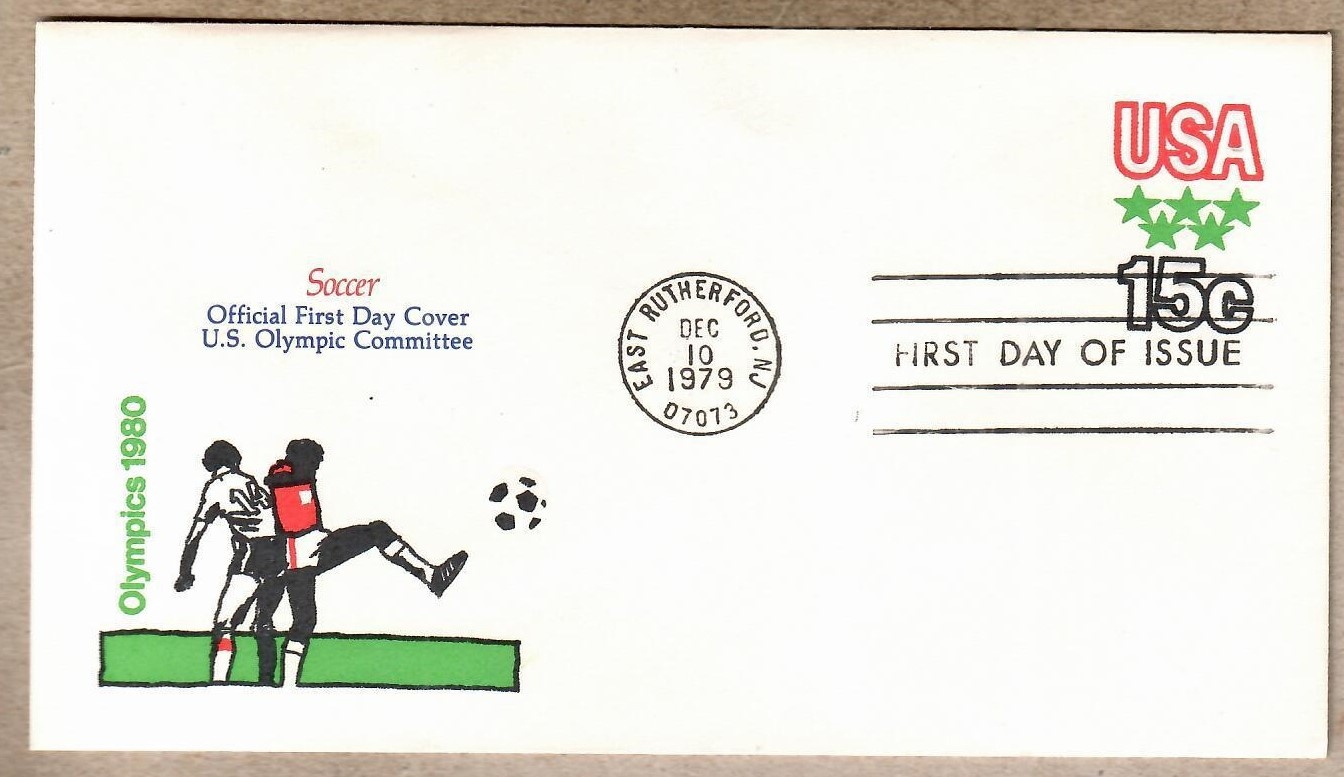 USA
15c
Soccer
Official First Day Cover
U.S. Olympic Committee
EAST RUTHERFORD, NJ
DEC
10
1979
07073
FIRST DAY OF ISSUE
Olympics 1980